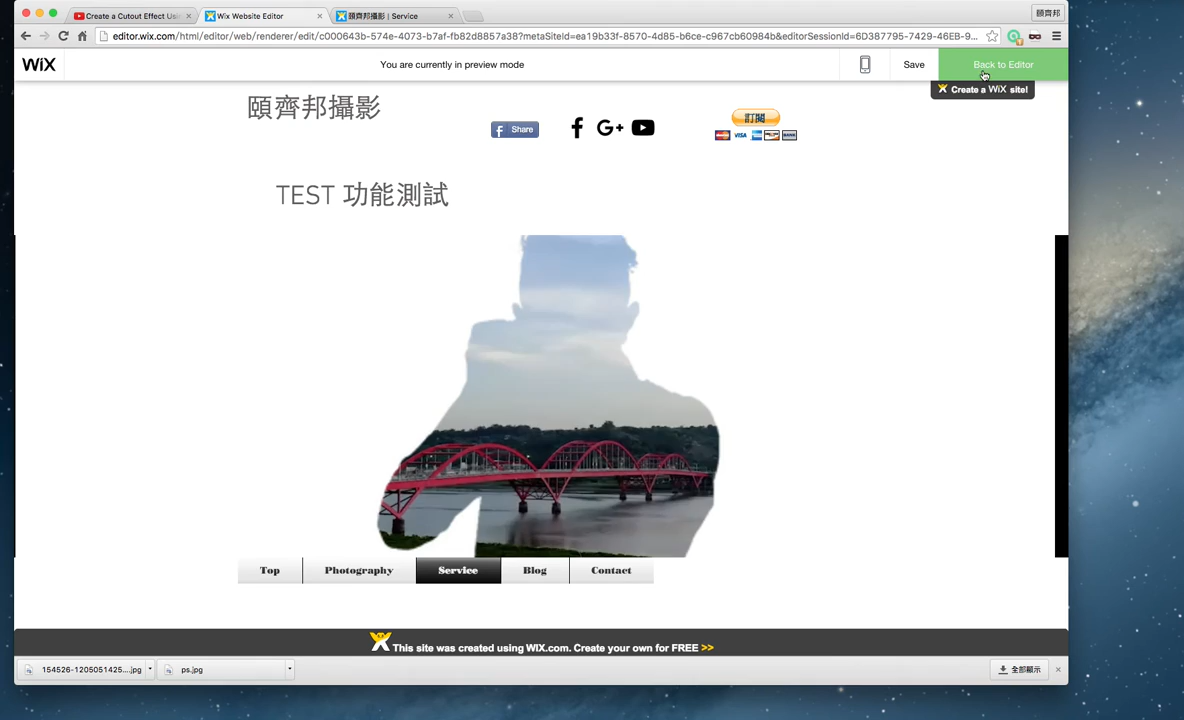 Create a Cutout Effect Usi
Wix Website Editor
頤齊邦攝影 | Service
頤齊邦
editor.wix.com/html/editor/web/renderer/edit/c000643b-574e-4073-b7af-fb82d8857a38?metaSiteId=ea19b33f-8570-4d85-b6ce-c967cb60984b&editorSessionId=6D387795-7429-46EB-9...
WiX
You are currently in preview mode
Save
Back to Editor
Create a WiX site!
頤齊邦攝影
f Share
G+
訂閱
VISA
TEST 功能測試
Top
Photography
Service
Blog
Contact
This site was created using WIX.com. Create your own for FREE >>
154526-1205051425....jpg
ps.jpg
全部顯示